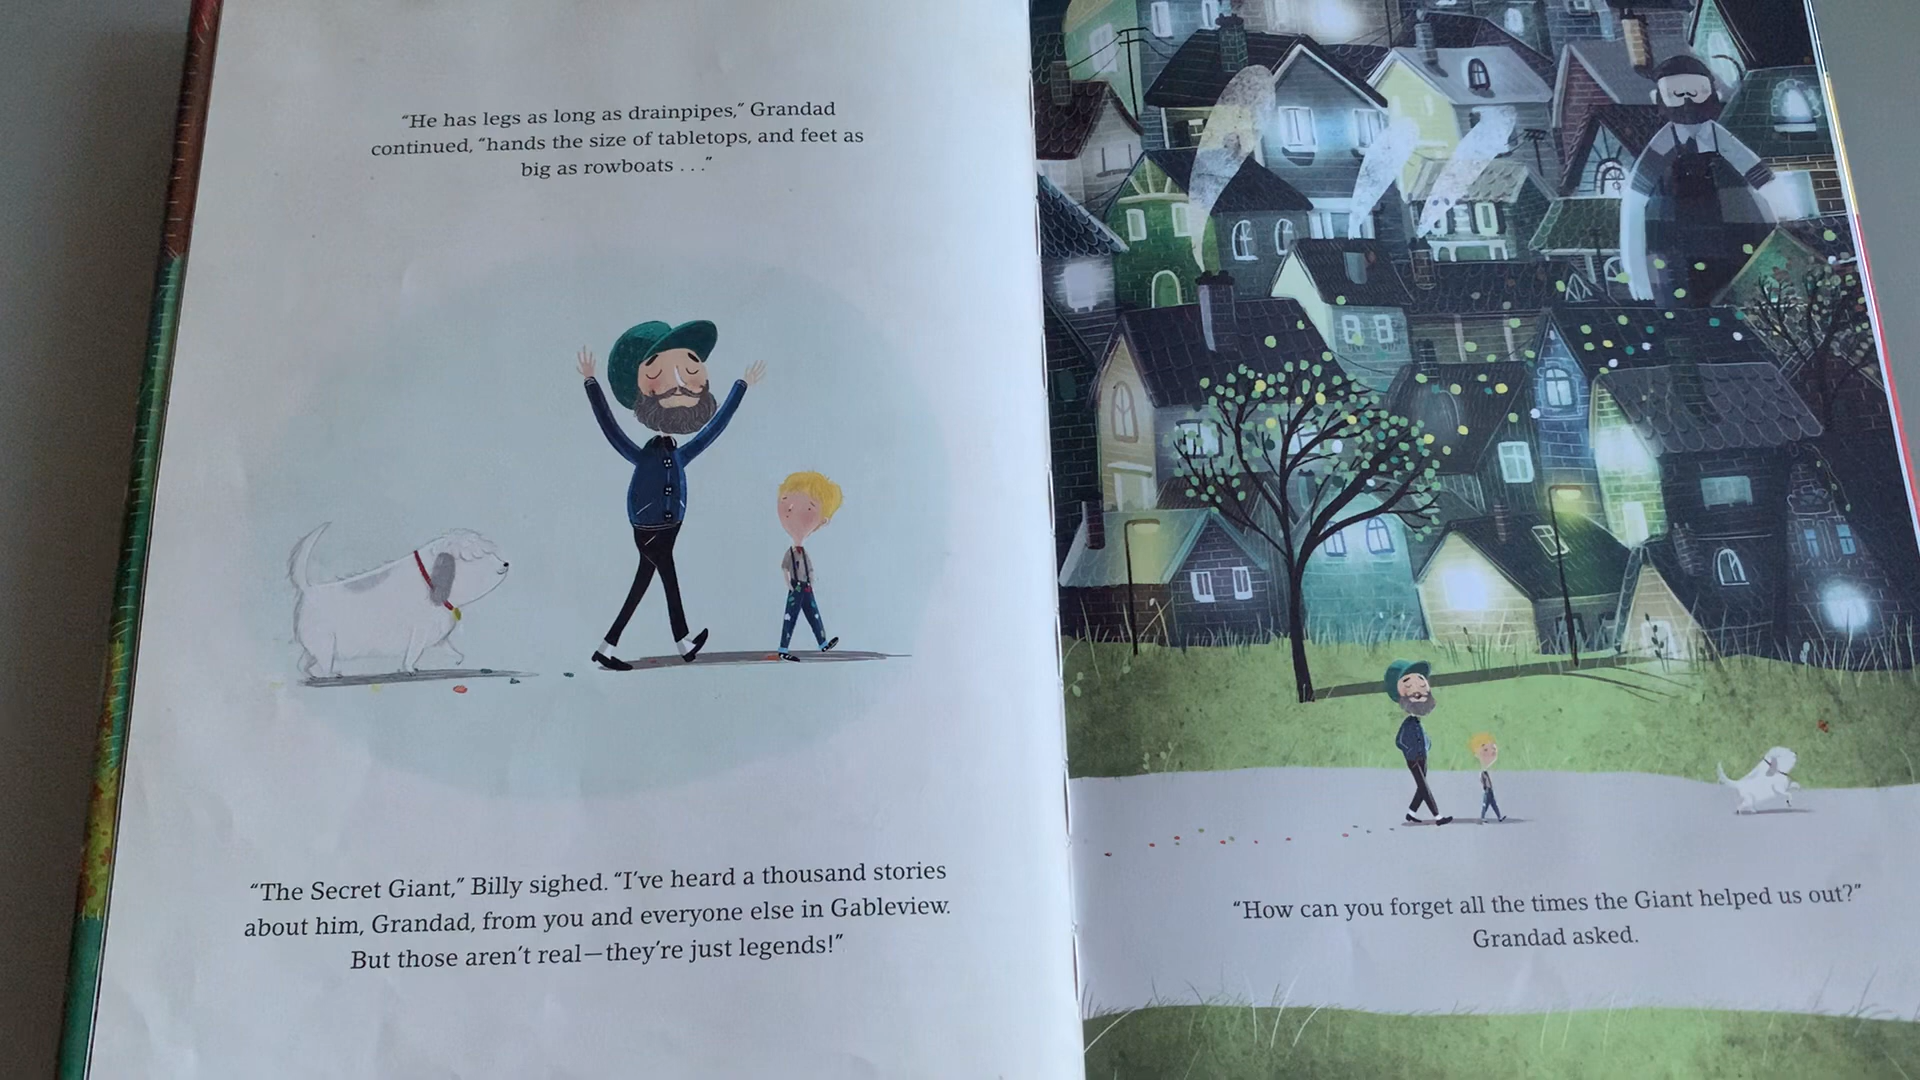 “He has legs as long as drainpipes,” Grandad
continued, “hands the size of tabletops, and feet as
big as rowboats . . .”
“The Secret Giant,” Billy sighed. “I’ve heard a thousand stories
about him, Grandad, from you and everyone else in Gableview.
But those aren’t real—they’re just legends!”
“How can you forget all the times the Giant helped us out?”
Grandad asked.